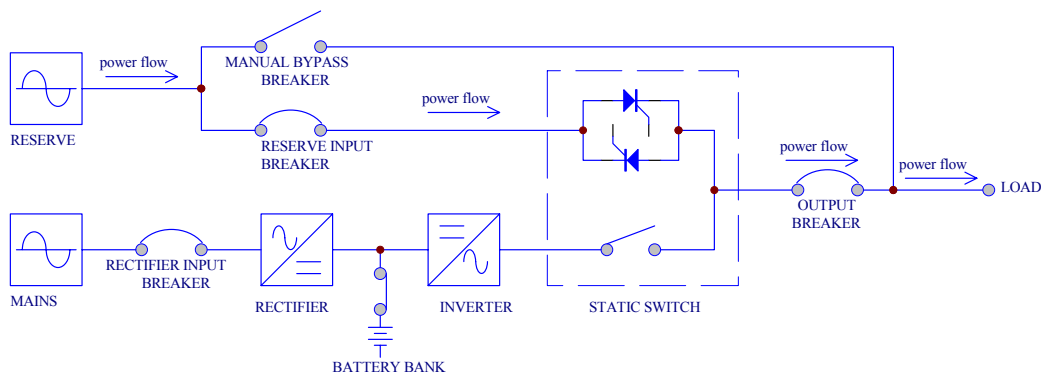 power flow
MANUAL BYPASS
BREAKER
RESERVE
power flow
RESERVE INPUT
BREAKER
power flow
power flow
LOAD
OUTPUT
BREAKER
RECTIFIER INPUT
BREAKER
MAINS
RECTIFIER
INVERTER
STATIC SWITCH
BATTERY BANK